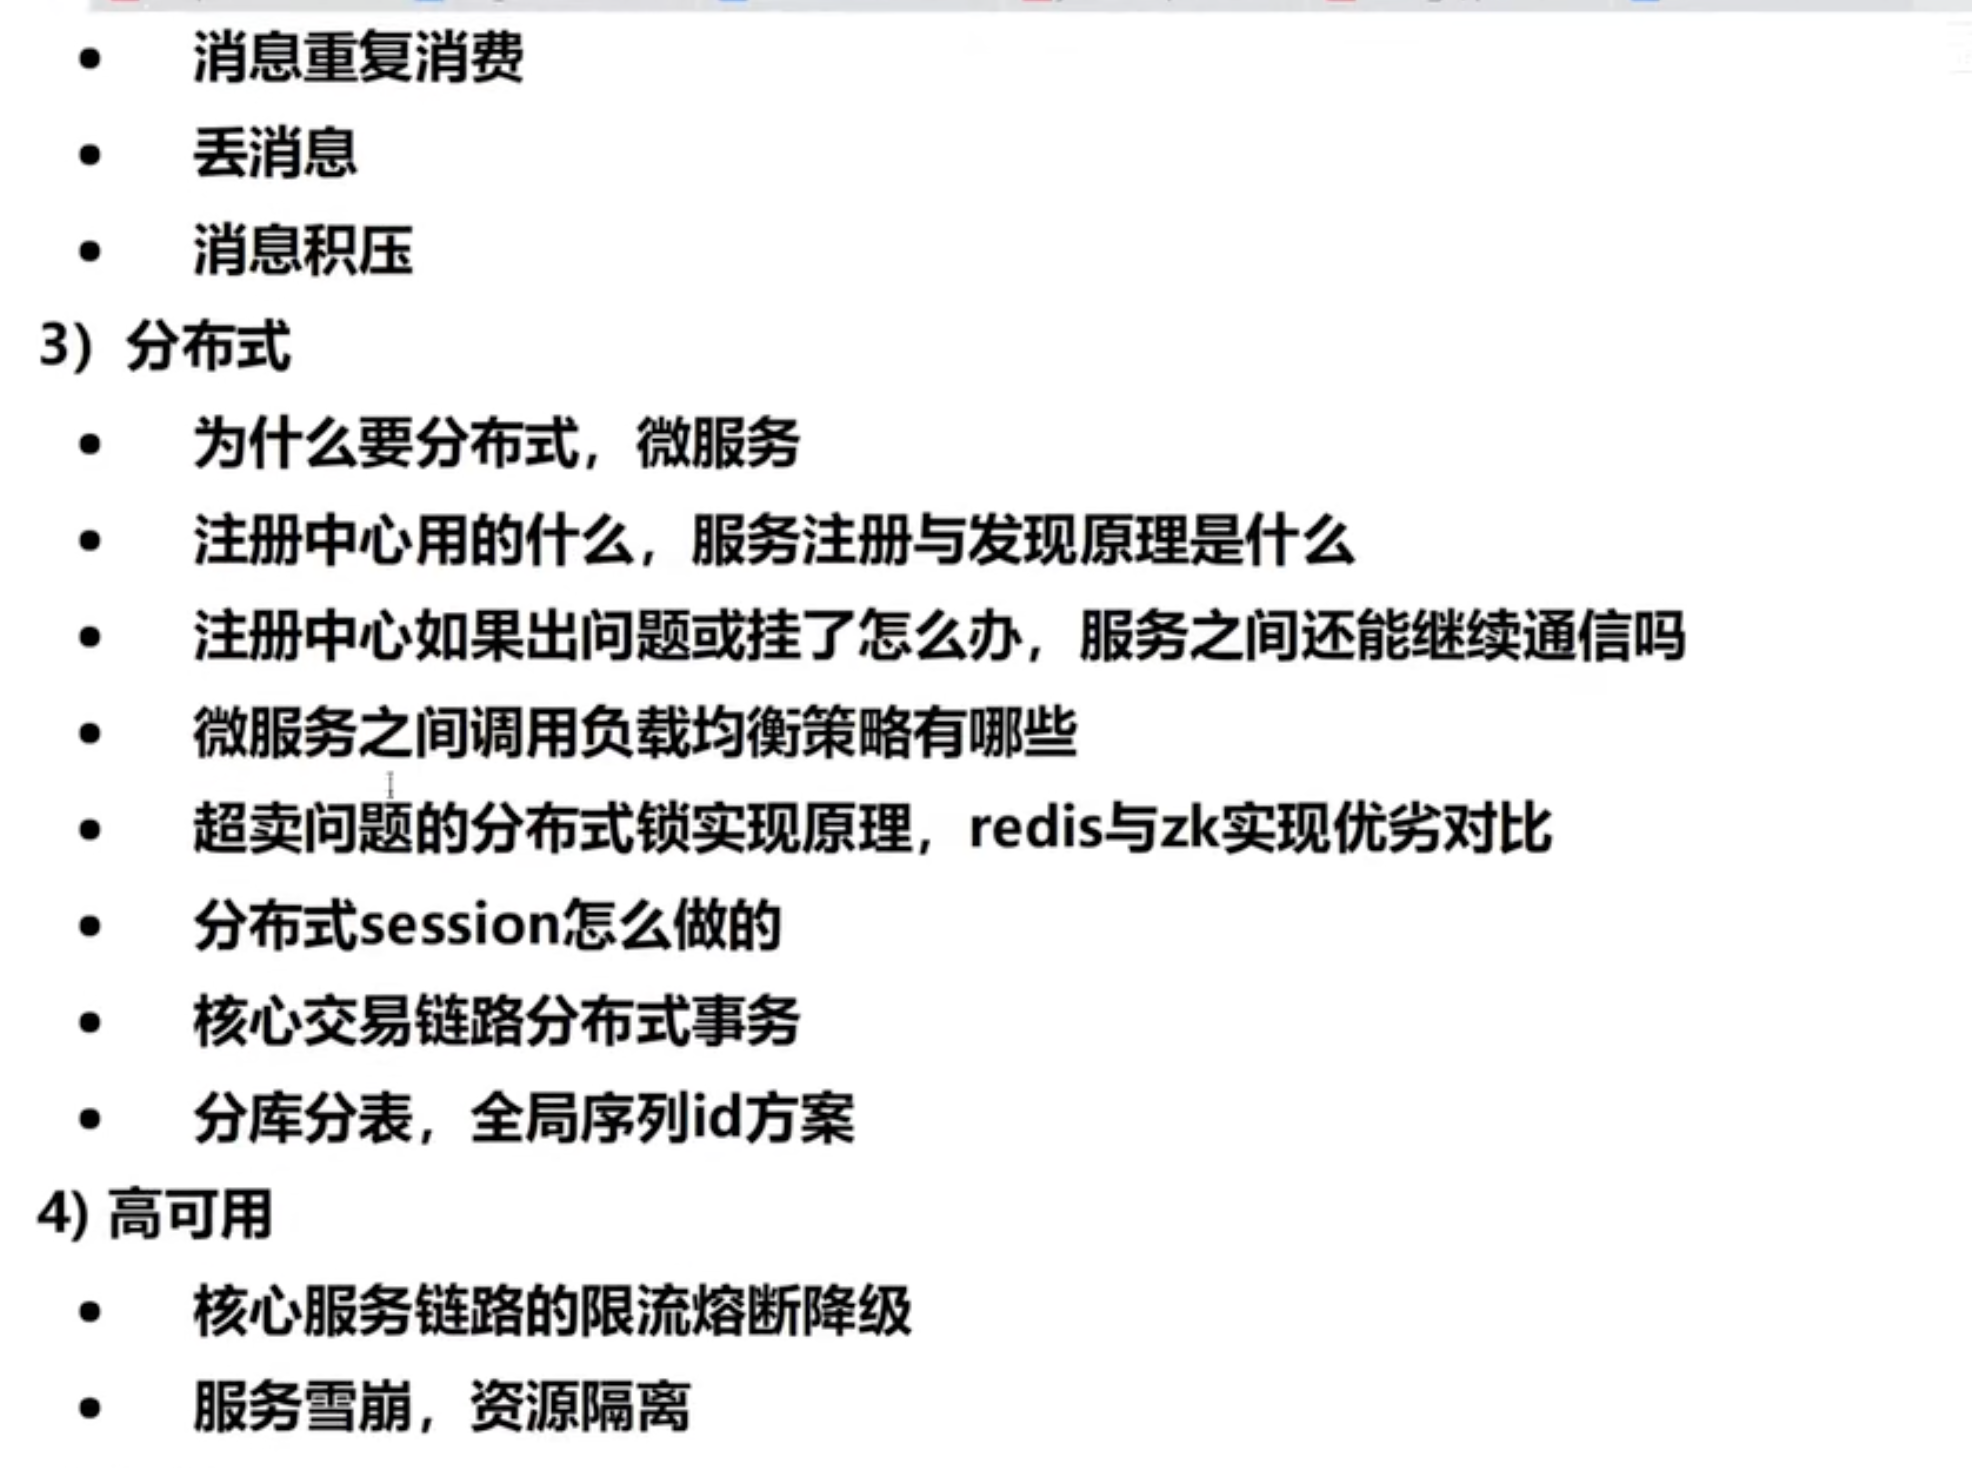 • 消息重复消费
• 丢消息
• 消息积压
3）分布式
• 为什么要分布式，微服务
• 注册中心用的什么，服务注册与发现原理是什么
• 注册中心如果出问题或挂了怎么办，服务之间还能继续通信吗
• 微服务之间调用负载均衡策略有哪些
• 超卖问题的分布式锁实现原理，redis与zk实现优劣对比
• 分布式session怎么做的
• 核心交易链路分布式事务
• 分库分表，全局序列id方案
4) 高可用
• 核心服务链路的限流熔断降级
• 服务雪崩，资源隔离